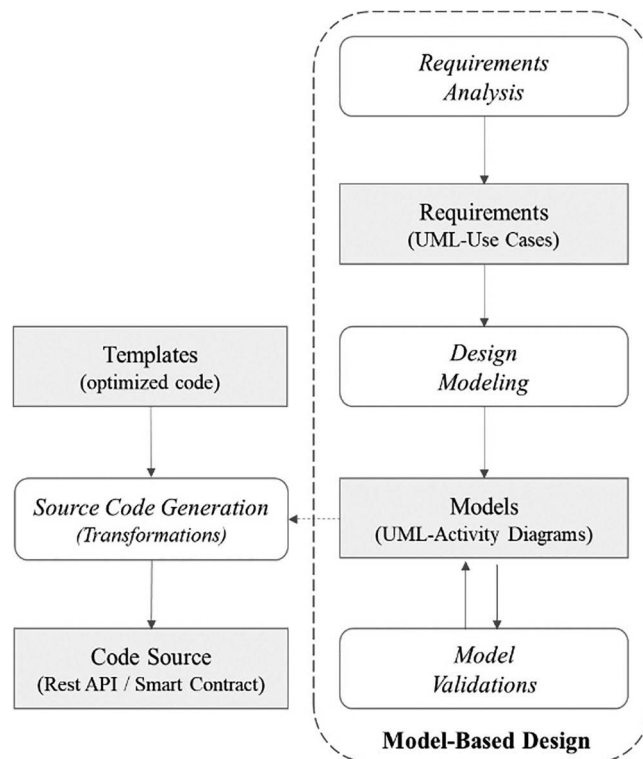 Requirements
Analysis
Requirements
(UML-Use Cases)
Templates
(optimized code)
Design
Modeling
Source Code Generation
(Transformations)
Models
(UML-Activity Diagrams)
Code Source
(Rest API / Smart Contract)
Model
Validations
Model-Based Design